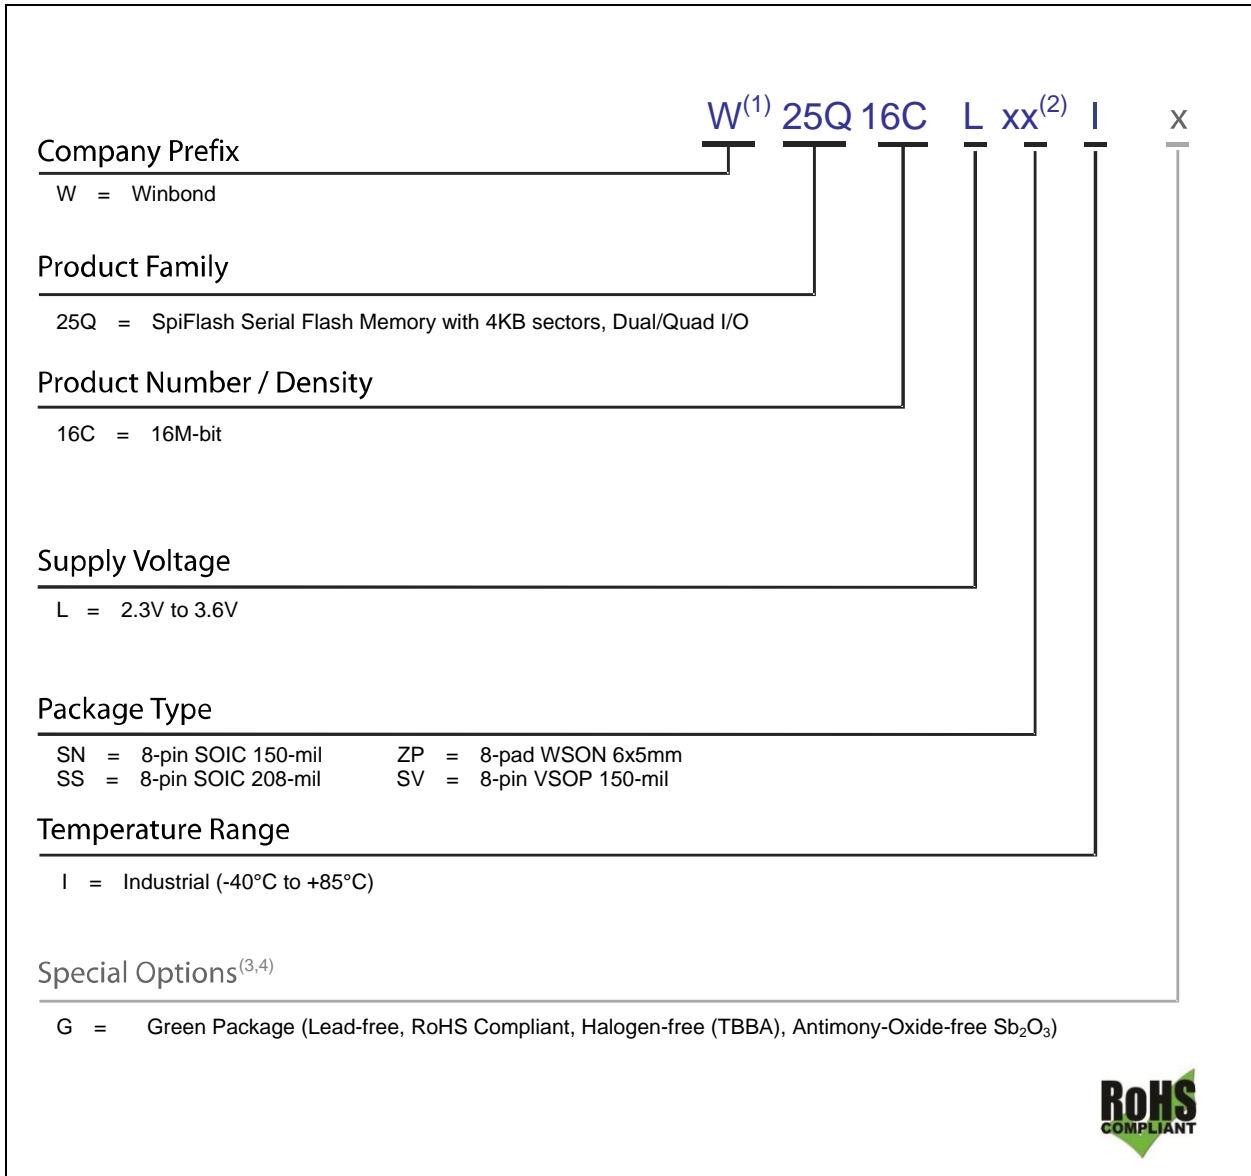 W(1) 25Q 16C L xx(2) I x
Company Prefix
W = Winbond
Product Family
25Q = SpiFlash Serial Flash Memory with 4KB sectors, Dual/Quad I/O
Product Number / Density
16C = 16M-bit
Supply Voltage
L = 2.3V to 3.6V
Package Type
SN = 8-pin SOIC 150-mil ZP = 8-pad WSON 6x5mm
SS = 8-pin SOIC 208-mil SV = 8-pin VSOP 150-mil
Temperature Range
I = Industrial (-40°C to +85°C)
Special Options(3,4)
G = Green Package (Lead-free, RoHS Compliant, Halogen-free (TBBA), Antimony-Oxide-free Sb2O3)
RoHS
COMPLIANT